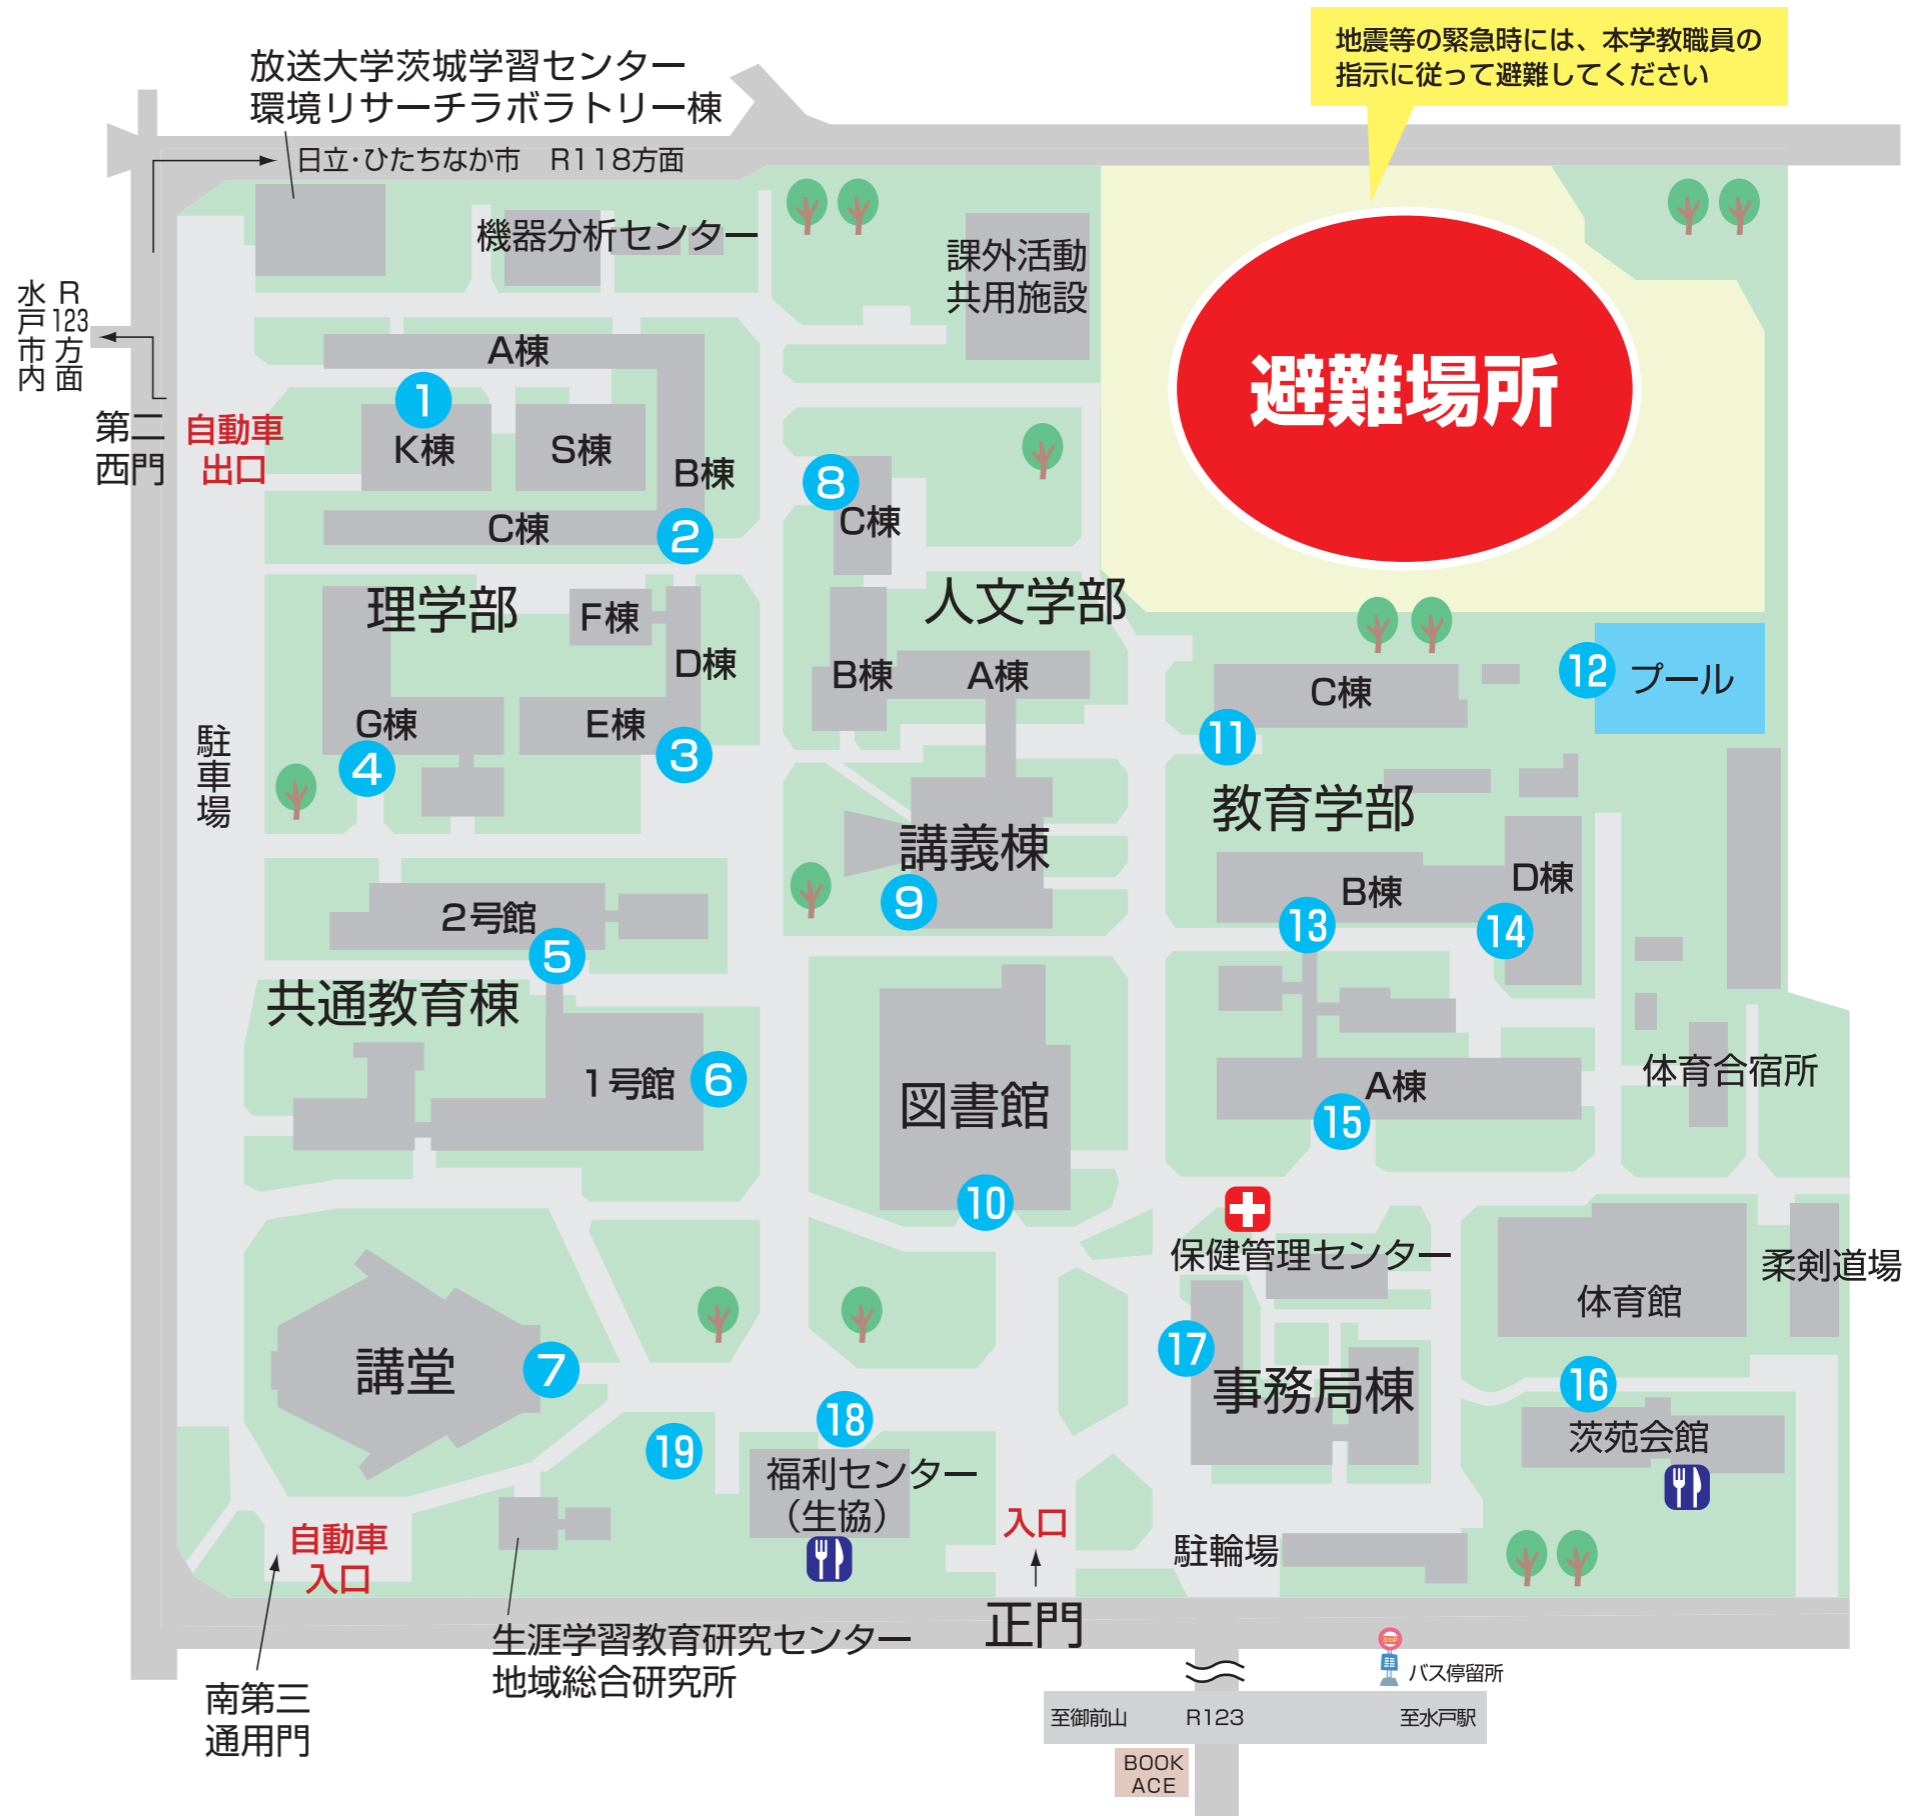 地震等の緊急時には、本学教職員の
指示に従って避難してください
放送大学茨城学習センター
環境リサーチラボラトリー棟
日立・ひたちなか市　R118方面
機器分析センター
課外活動
共用施設
避難場所
R123方面
水戸市内
第二
西門
自動車
出口
A棟
1
K棟
S棟
B棟
C棟
2
8
C棟
理学部
F棟
D棟
人文学部
B棟
A棟
G棟
E棟
4
3
C棟
11
12
プール
駐車場
教育学部
講義棟
9
B棟
D棟
13
14
2号館
5
共通教育棟
1号館
6
図書館
10
A棟
15
体育合宿所
保健管理センター
体育館
柔剣道場
講堂
7
17
事務局棟
16
茨苑会館
18
19
福利センター
（生協）
入口
駐輪場
自動車
入口
正門
生涯学習教育研究センター
地域総合研究所
南第三
通用門
STOP
バス停留所
至御前山
R123
至水戸駅
BOOK
ACE